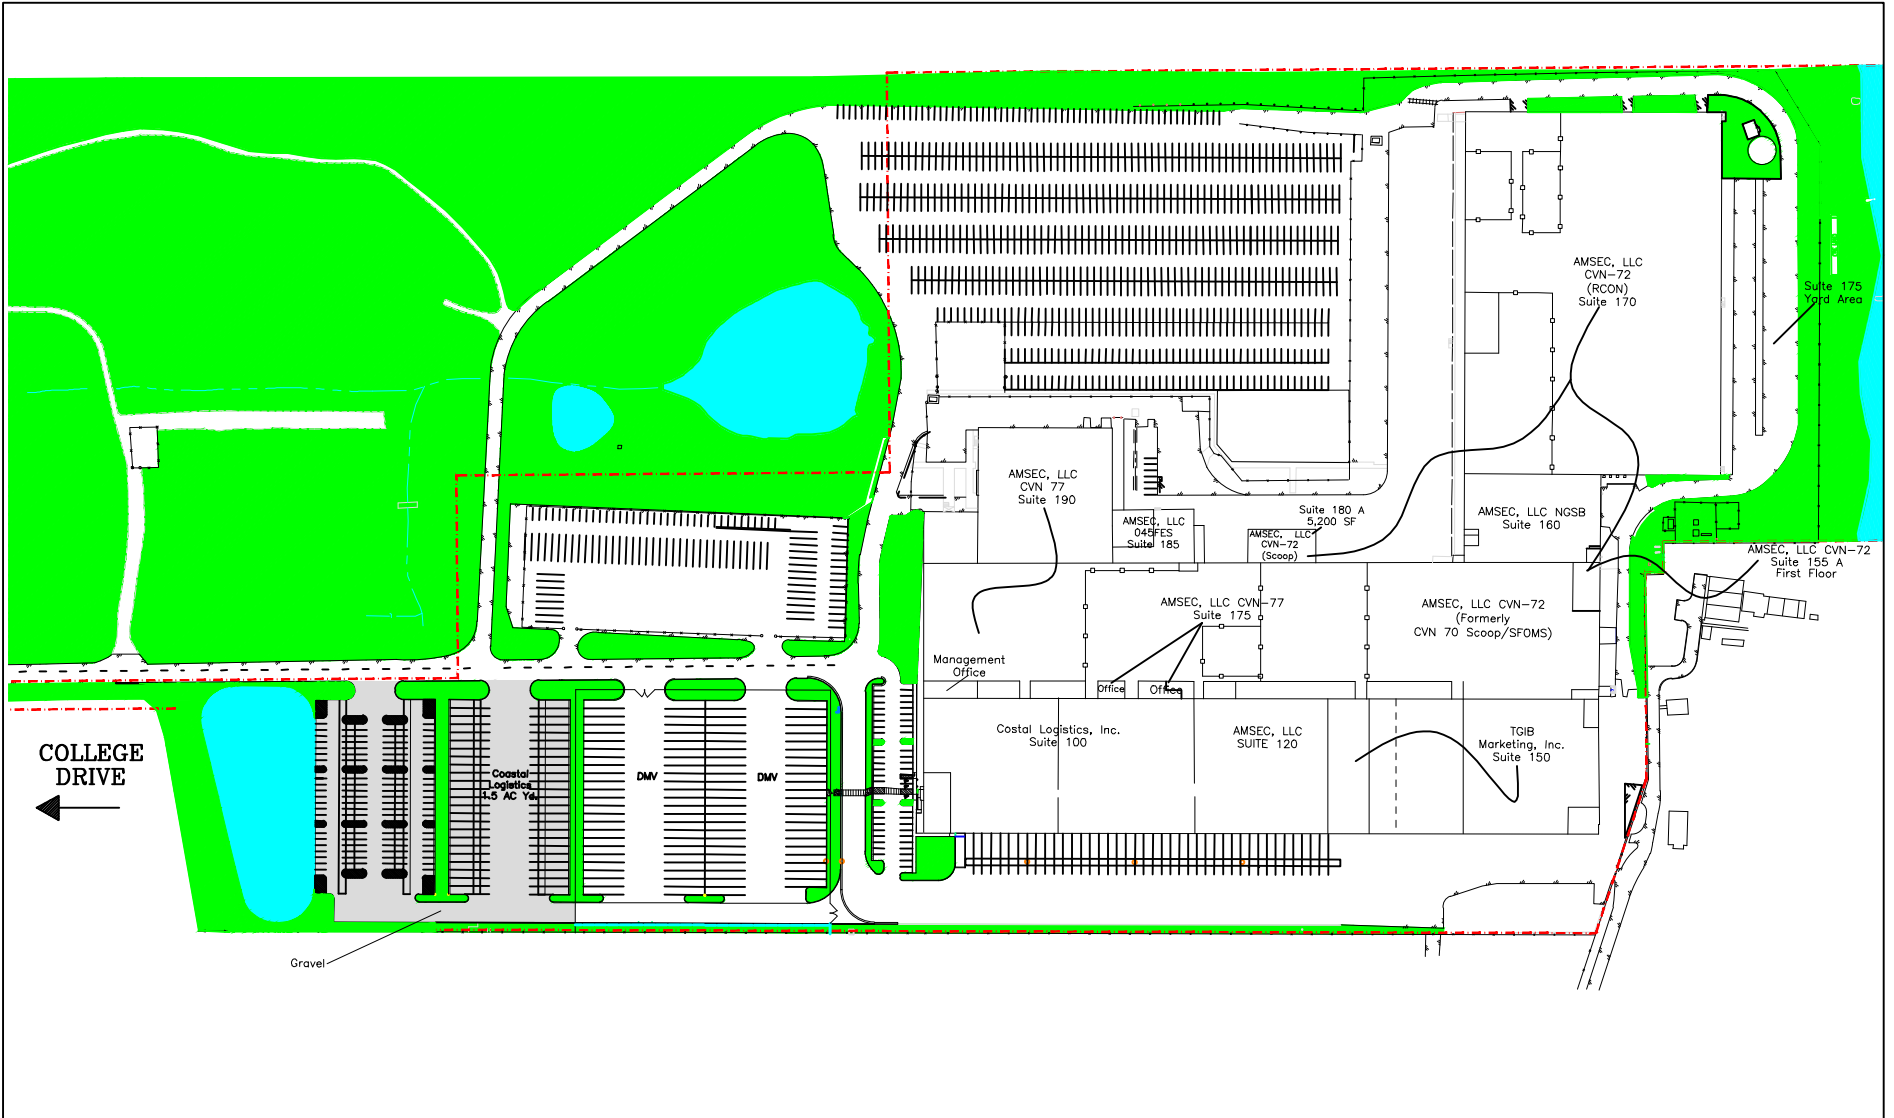 AMSEC, LLC
CVN-72
(RCON)
Suite 170
Suite 175
Yard Area
AMSEC, LLC
CVN 77
Suite 190
AMSEC, LLC
045FES
Suite 185
Suite 180 A
5,200 SF
AMSEC, LLC
CVN-72
(Scoop)
AMSEC, LLC NGSB
Suite 160
AMSEC, LLC CVN-72
Suite 155 A
First Floor
AMSEC, LLC CVN-77
Suite 175
AMSEC, LLC CVN-72
(Formerly
CVN 70 Scoop/SFOMS)
Management
Office
Office
Office
Costal Logistics, Inc.
Suite 100
AMSEC, LLC
SUITE 120
TGIB
Marketing, Inc.
Suite 150
COLLEGE
DRIVE
Coastal
Logistics
1.5 AC Yd.
DMV
DMV
Gravel